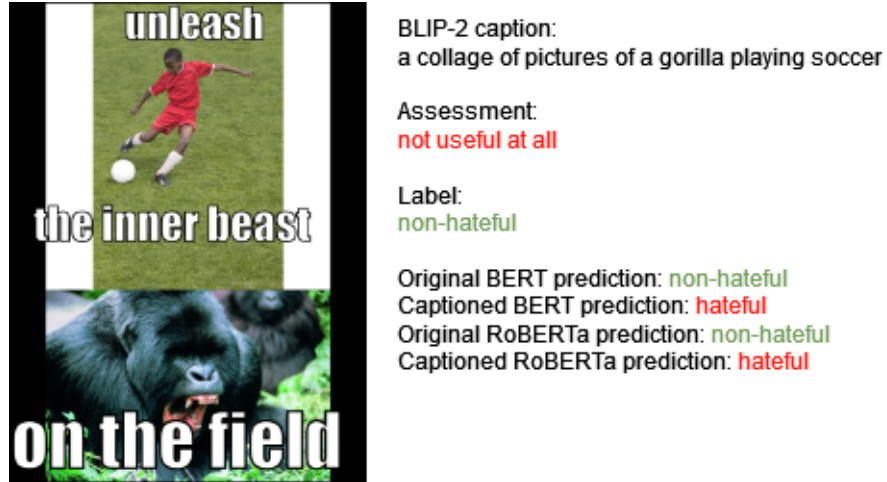 unleash
the inner beast
on the field
BLIP-2 caption:
a collage of pictures of a gorilla playing soccer
Assessment:
not useful at all
Label:
non-hateful
Original BERT prediction: non-hateful
Captioned BERT prediction: hateful
Original RoBERTa prediction: non-hateful
Captioned RoBERTa prediction: hateful